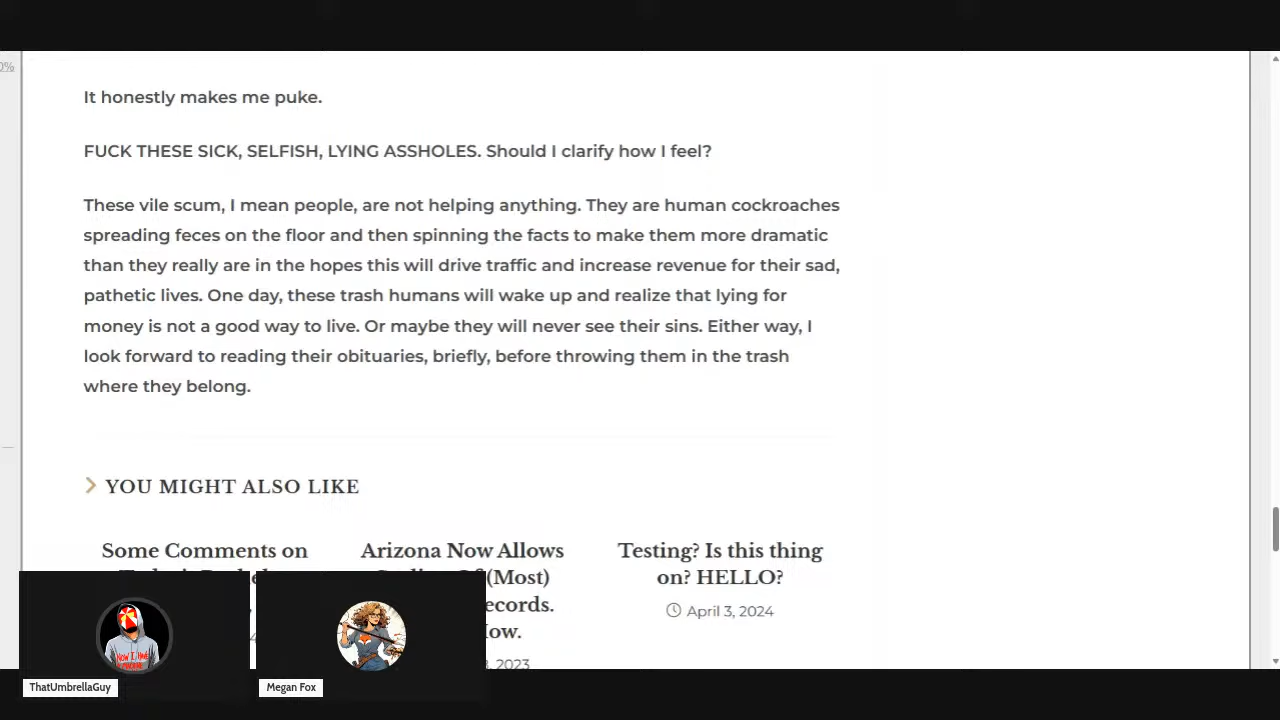 0%
It honestly makes me puke.
FUCK THESE SICK, SELFISH, LYING ASSHOLES. Should I clarify how I feel?
These vile scum, I mean people, are not helping anything. They are human cockroaches
spreading feces on the floor and then spinning the facts to make them more dramatic
than they really are in the hopes this will drive traffic and increase revenue for their sad,
pathetic lives. One day, these trash humans will wake up and realize that lying for
money is not a good way to live. Or maybe they will never see their sins. Either way, I
look forward to reading their obituaries, briefly, before throwing them in the trash
where they belong.
YOU MIGHT ALSO LIKE
Some Comments on
Arizona Now Allows
(Most)
Testing? Is this thing
on? HELLO?
April 3, 2024
2023
NOW I HAVE
ThatUmbrellaGuy
Megan Fox